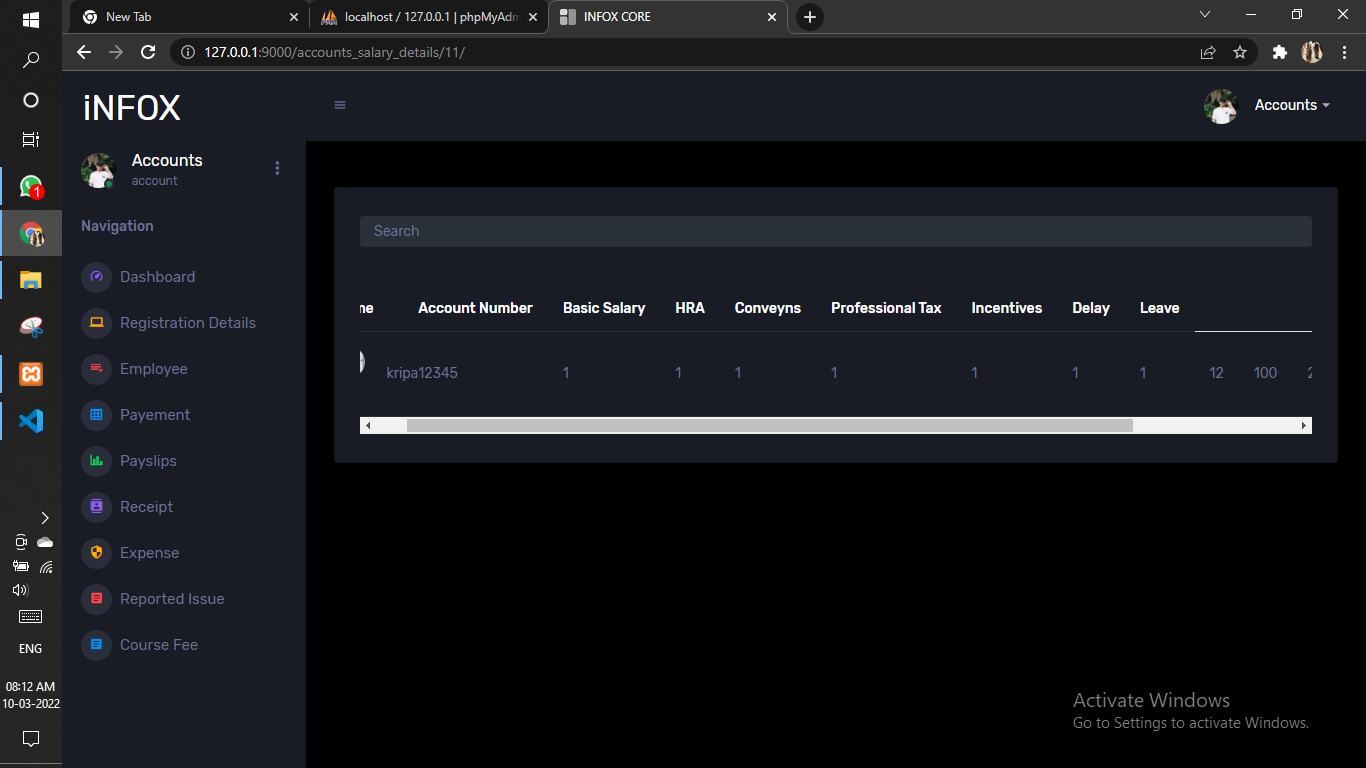 New Tab
localhost / 127.0.0.1 | phpMyAdm
INFOX CORE
127.0.0.1:9000/accounts_salary_details/11/
iNFOX
Accounts
Accounts
account
Navigation
Dashboard
Registration Details
Employee
Payement
Payslips
Receipt
Expense
Reported Issue
Course Fee
Search
ne Account Number Basic Salary HRA Conveyns Professional Tax Incentives Delay Leave
kripa12345 1 1 1 1 1 1 1 12 100 2
1
ENG
08:12 AM
10-03-2022
Activate Windows
Go to Settings to activate Windows.